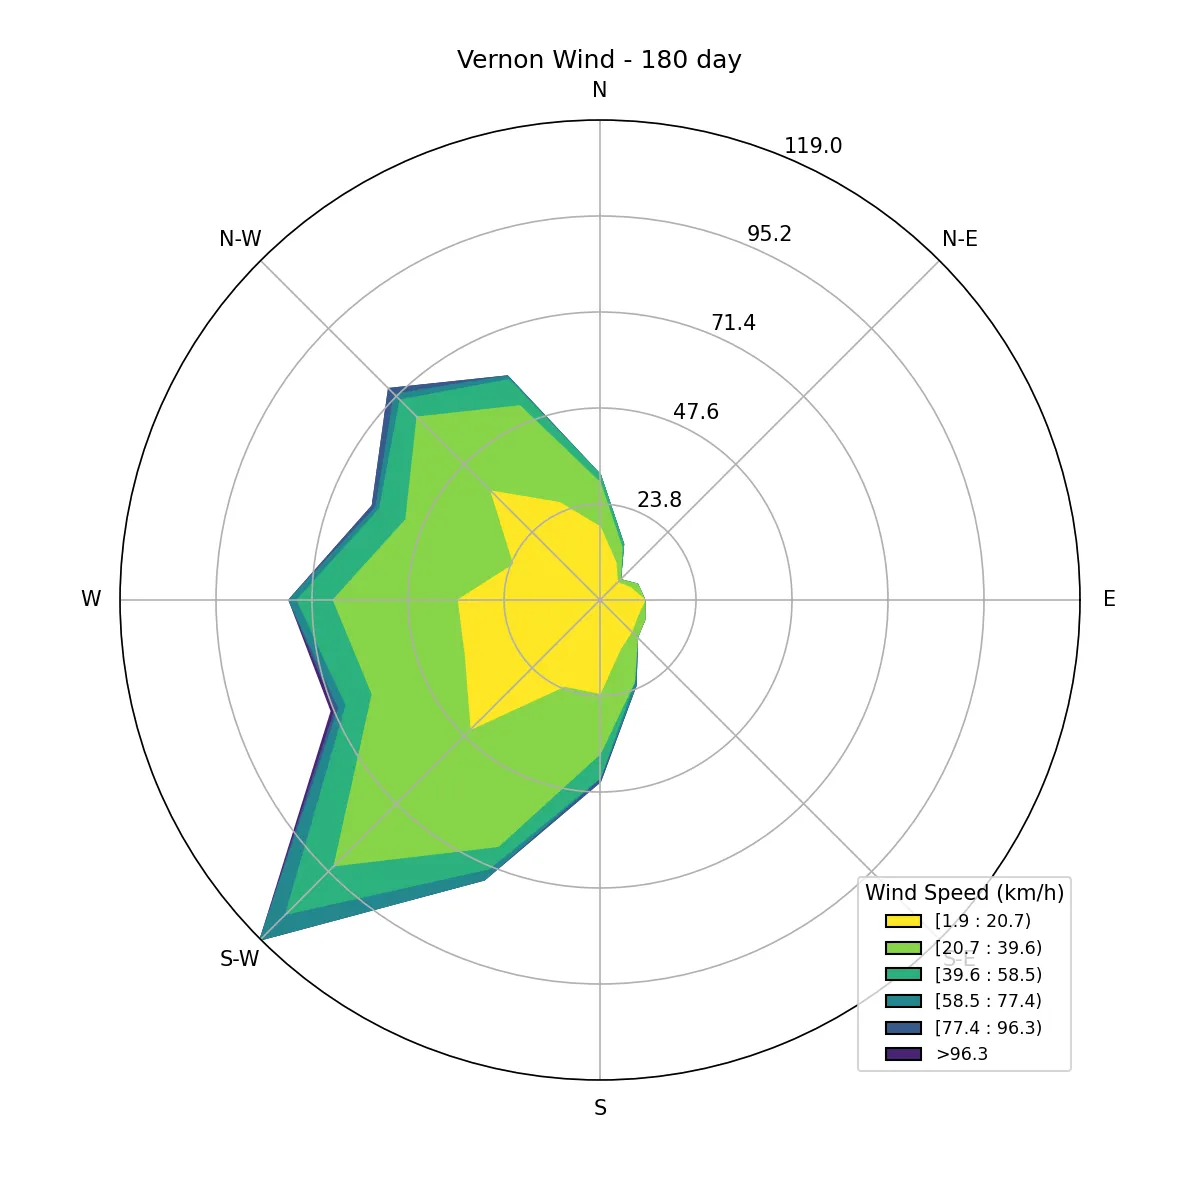 Vernon Wind - 180 day
N
119.0
95.2
N-W
N-E
71.4
47.6
23.8
W
E
S-W
S-E
S
Wind Speed (km/h)
[1.9 : 20.7)
[20.7 : 39.6)
[39.6 : 58.5)
[58.5 : 77.4)
[77.4 : 96.3)
>96.3